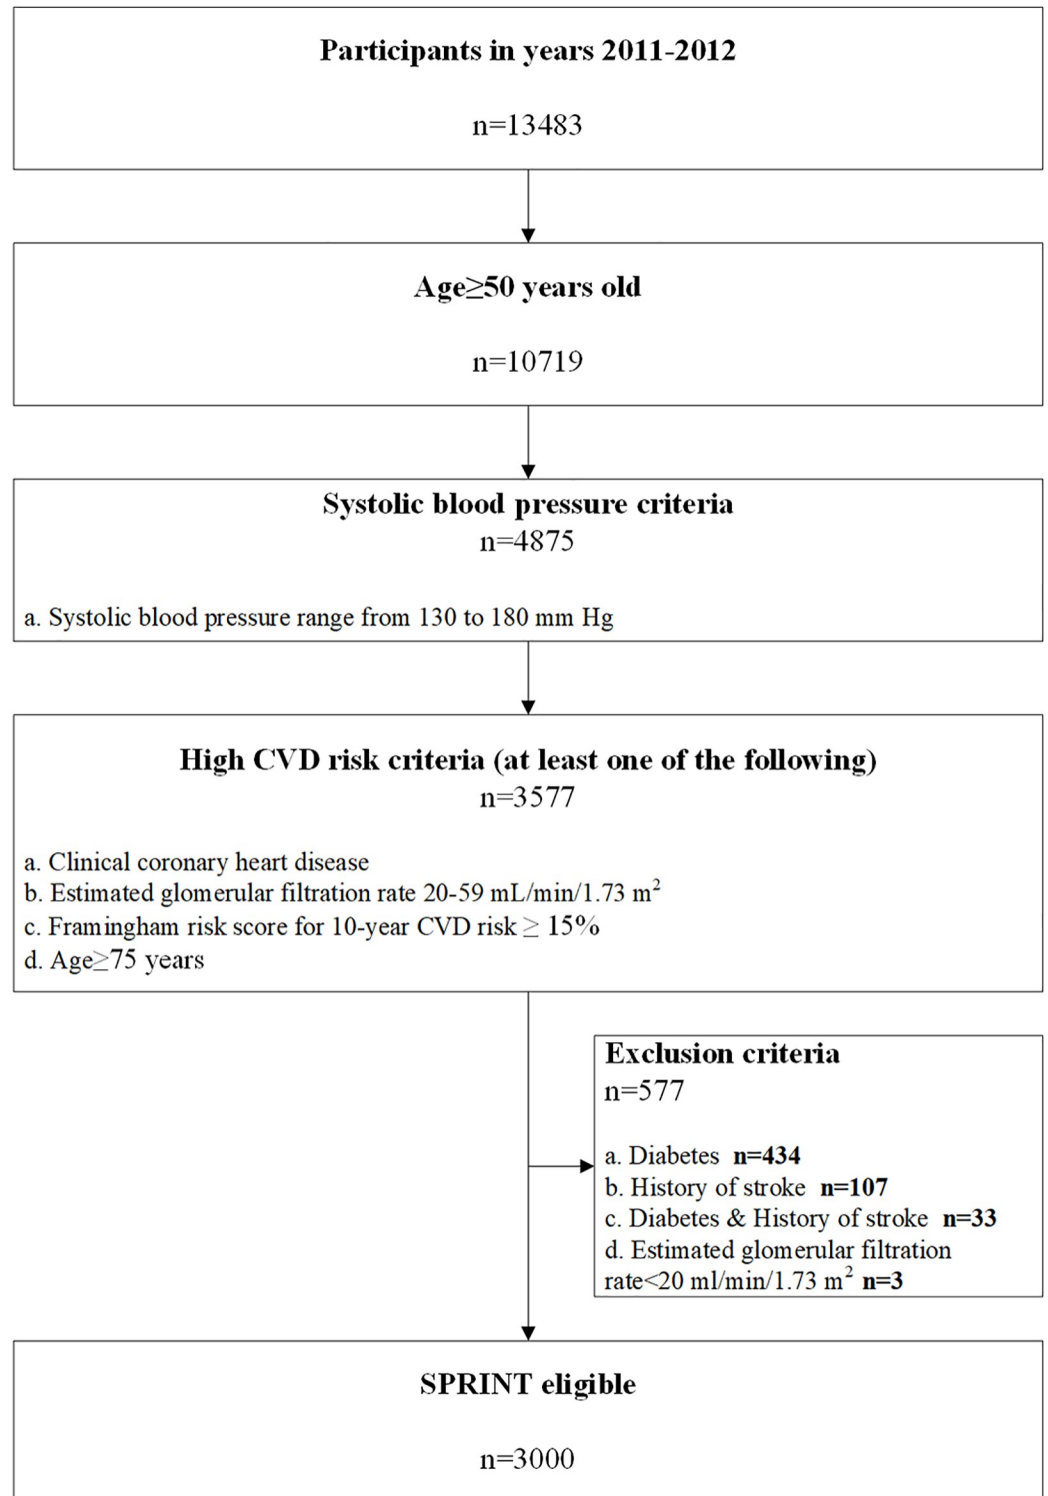 Participants in years 2011-2012
n=13483
Age≥50 years old
n=10719
Systolic blood pressure criteria
n=4875
a. Systolic blood pressure range from 130 to 180 mm Hg
High CVD risk criteria (at least one of the following)
n=3577
a. Clinical coronary heart disease
b. Estimated glomerular filtration rate 20-59 mL/min/1.73 m²
c. Framingham risk score for 10-year CVD risk ≥ 15%
d. Age≥75 years
Exclusion criteria
n=577
a. Diabetes n=434
b. History of stroke n=107
c. Diabetes & History of stroke n=33
d. Estimated glomerular filtration
rate<20 ml/min/1.73 m² n=3
SPRINT eligible
n=3000